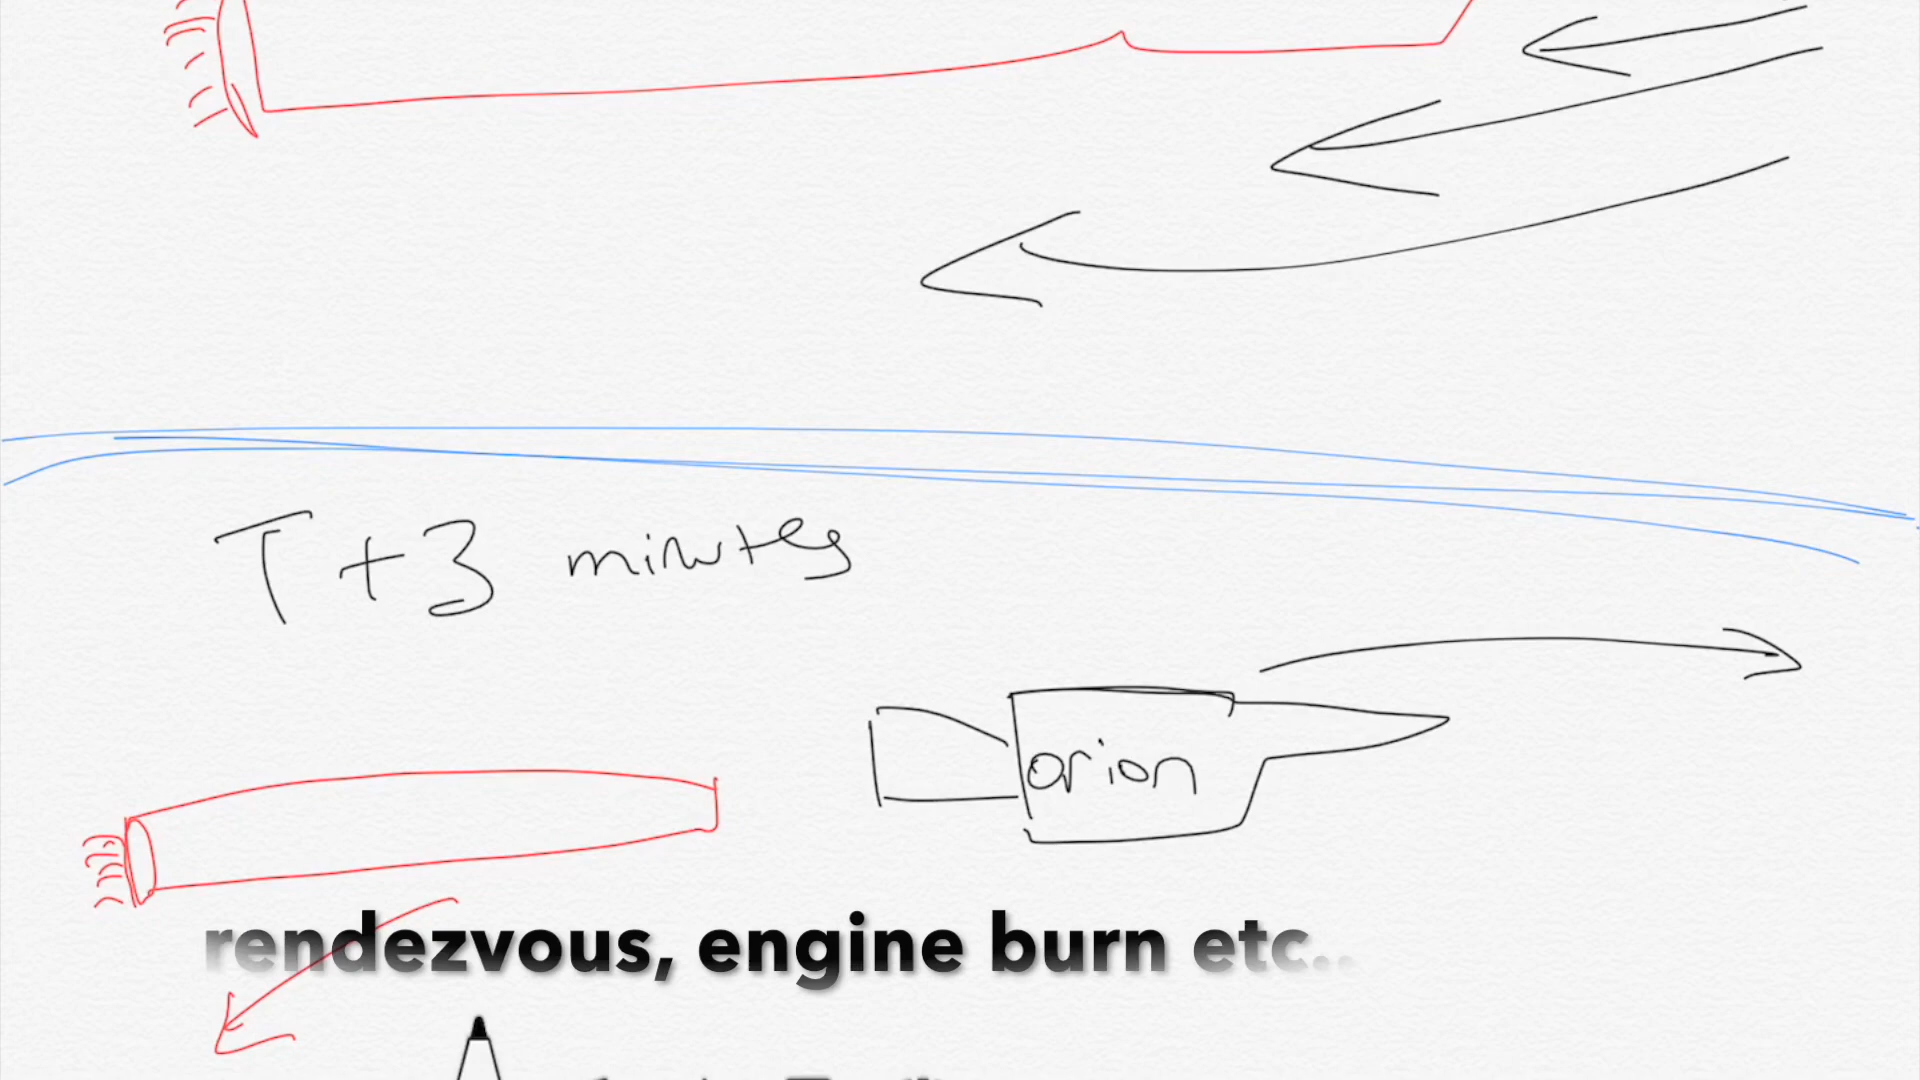 T+3 minutes
orion
rendezvous, engine burn etc..